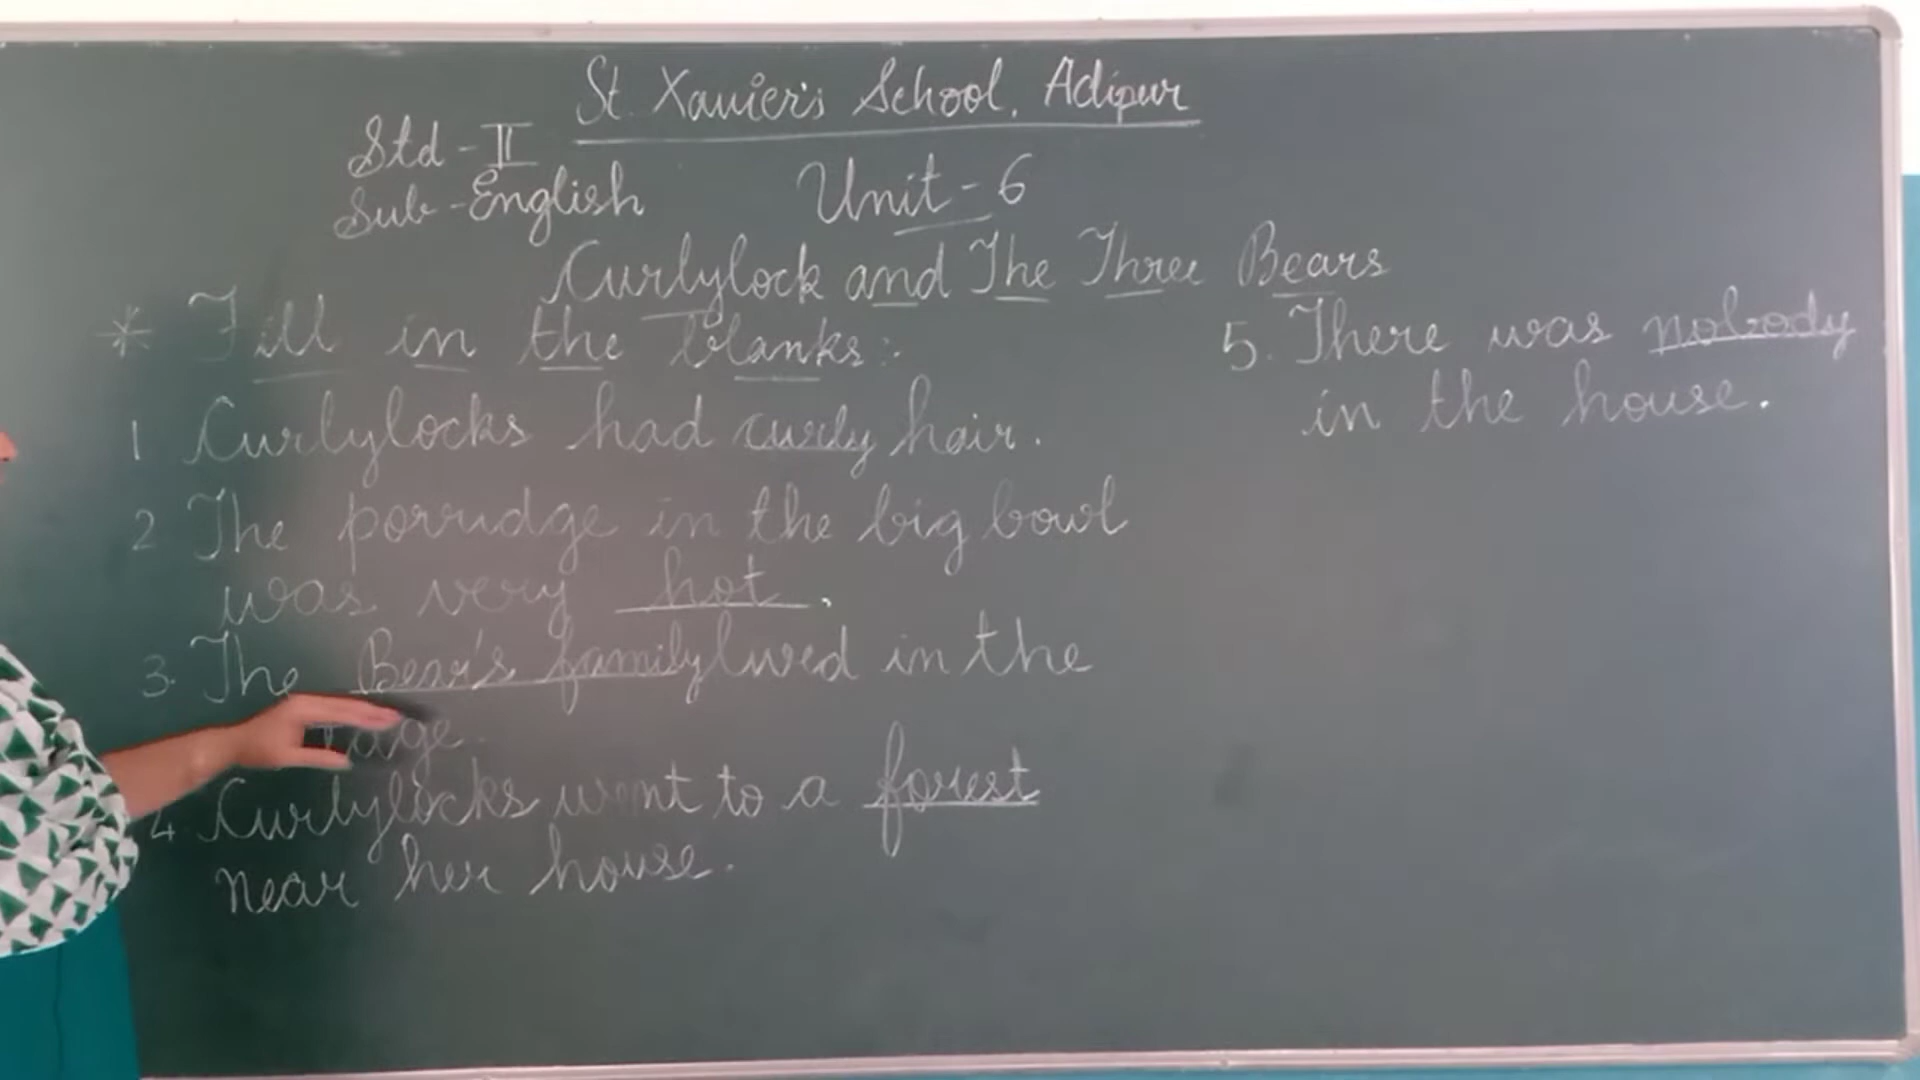 St. Xavier's School, Adipur
Std - II
Sub - English
Unit - 6
Curlylock and The Three Bears
* Fill in the blanks :-
1 Curlylocks had curly hair.
2 The porridge in the big bowl
was very hot.
3. The Bear's family lived in the
4. Curlylocks went to a forest
near her house.
5. There was nobody
in the house.